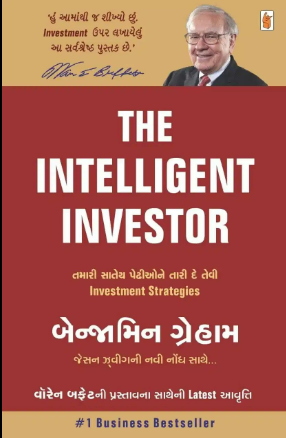 'હું આમાંથી જ શીખ્યો છું.
Investment ઉપર લખાયેલું
આ સર્વશ્રેષ્ઠ પુસ્તક છે.'
THE
INTELLIGENT
INVESTOR
તમારી સાતેય પેઢીઓને તારી દે તેવી
Investment Strategies
બેન્જામિન ગ્રેહામ
જેસન ઝ્વીગની નવી નોંધ સાથે...
વૉરેન બફેટની પ્રસ્તાવના સાથેની Latest આવૃત્તિ
#1 Business Bestseller